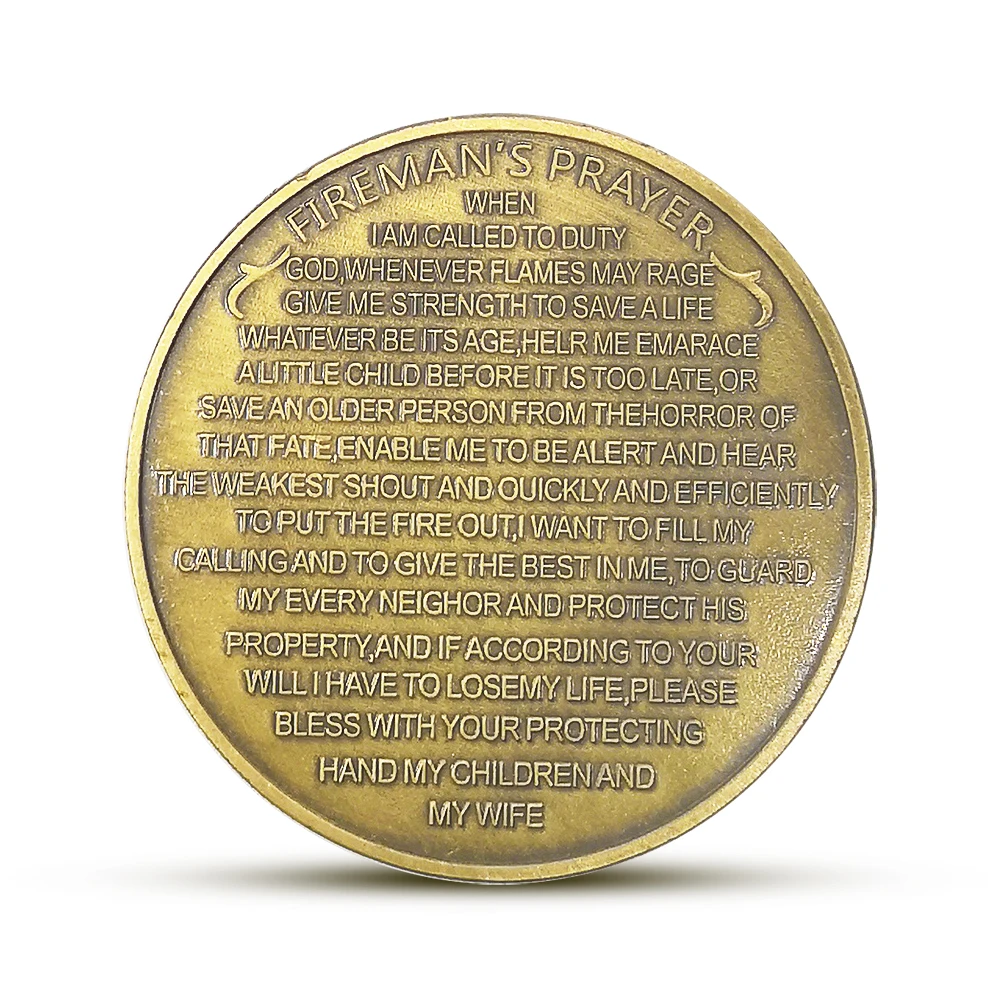 FIREMAN'S PRAYER
WHEN
I AM CALLED TO DUTY
GOD,WHENEVER FLAMES MAY RAGE
GIVE ME STRENGTH TO SAVE A LIFE
WHATEVER BE ITS AGE,HELR ME EMARACE
A LITTLE CHILD BEFORE IT IS TOO LATE,OR
SAVE AN OLDER PERSON FROM THEHORROR OF
THAT FATE,ENABLE ME TO BE ALERT AND HEAR
THE WEAKEST SHOUT AND OUICKLY AND EFFICIENTLY
TO PUT THE FIRE OUT,I WANT TO FILL MY
CALLING AND TO GIVE THE BEST IN ME,TO GUARD
MY EVERY NEIGHOR AND PROTECT HIS
PROPERTY,AND IF ACCORDING TO YOUR
WILL I HAVE TO LOSEMY LIFE,PLEASE
BLESS WITH YOUR PROTECTING
HAND MY CHILDREN AND
MY WIFE